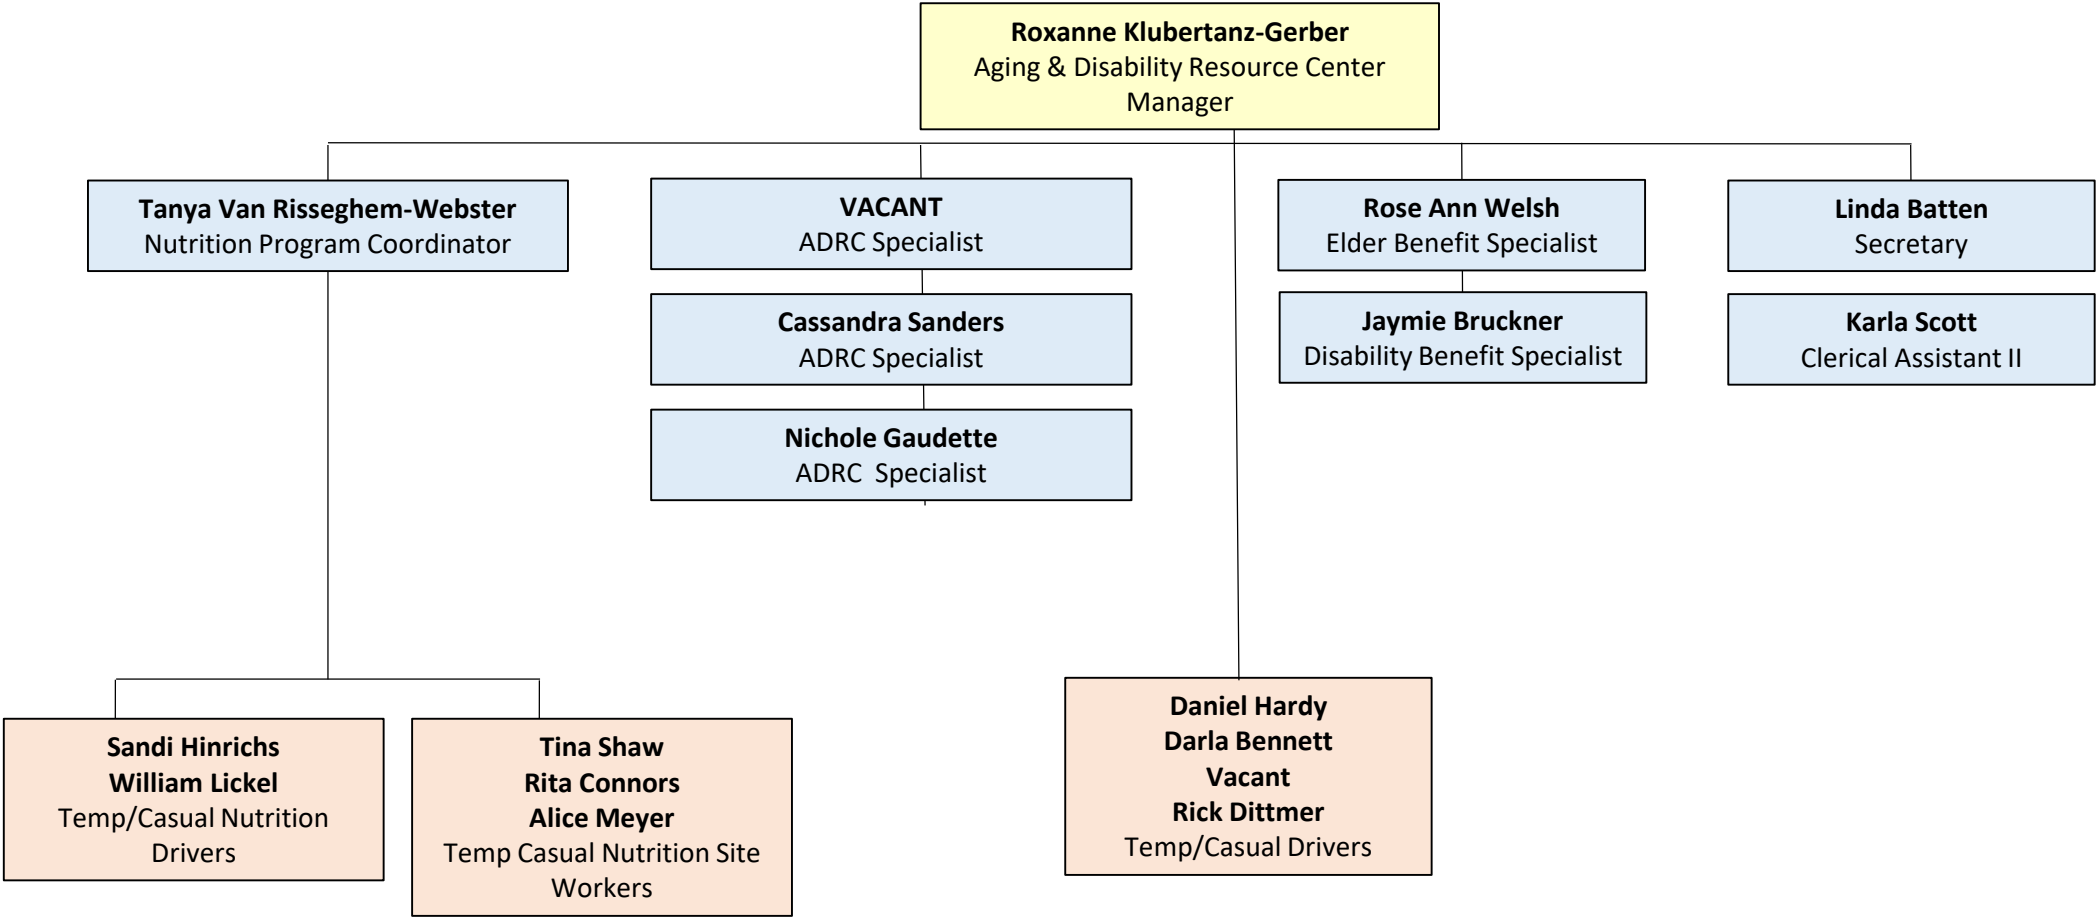 Roxanne Klubertanz-Gerber
Aging & Disability Resource Center
Manager
Tanya Van Risseghem-Webster
Nutrition Program Coordinator
VACANT
ADRC Specialist
Cassandra Sanders
ADRC Specialist
Nichole Gaudette
ADRC  Specialist
Rose Ann Welsh
Elder Benefit Specialist
Jaymie Bruckner
Disability Benefit Specialist
Linda Batten
Secretary
Karla Scott
Clerical Assistant II
Sandi Hinrichs
William Lickel
Temp/Casual Nutrition
Drivers
Tina Shaw
Rita Connors
Alice Meyer
Temp Casual Nutrition Site
Workers
Daniel Hardy
Darla Bennett
Vacant
Rick Dittmer
Temp/Casual Drivers